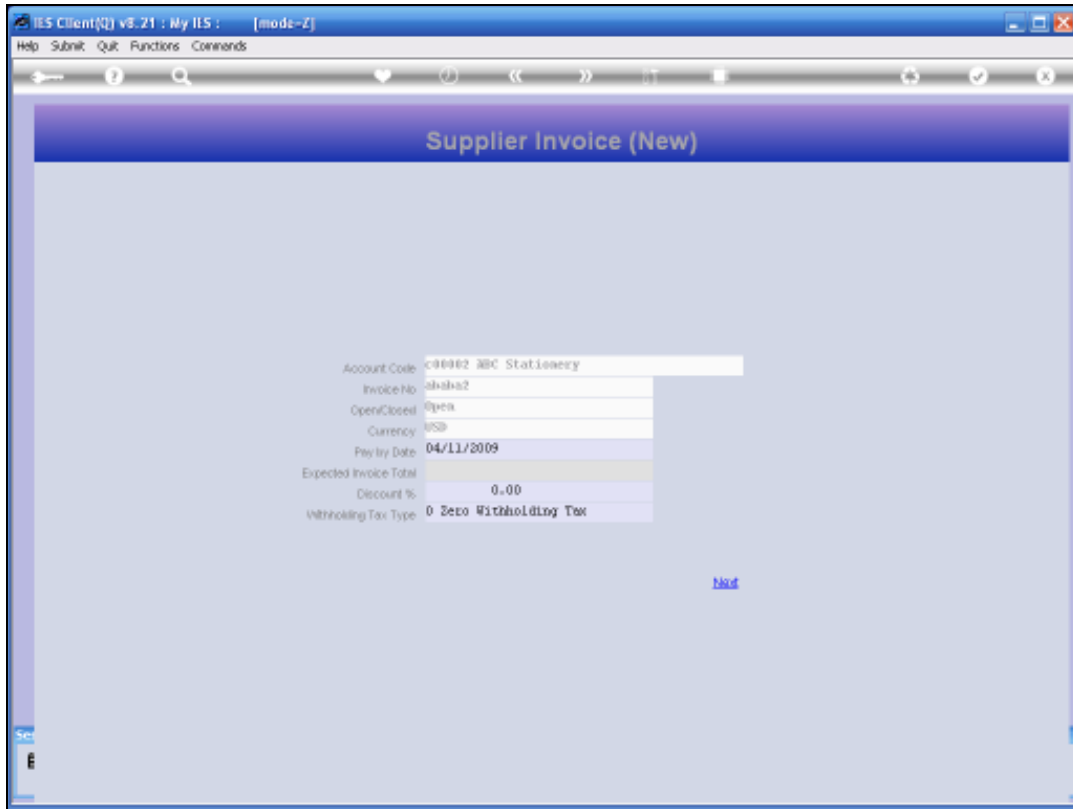 IES Client(Q) v8.21 : My IES : [mode=Z]
Help Submit Quit Functions Commands
Supplier Invoice (New)
Account Code c00002 ABC Stationery
Invoice No ababa2
Open/Closed Open
Currency USD
Pay by Date 04/11/2009
Expected Invoice Total
Discount % 0.00
Withholding Tax Type 0 Zero Withholding Tax
Next
Se